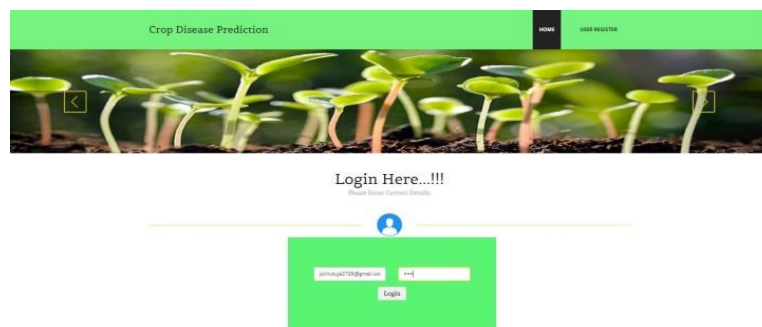 Crop Disease Prediction
HOME
USER REGISTER
Login Here...!!!
Please Enter Correct Details
Login